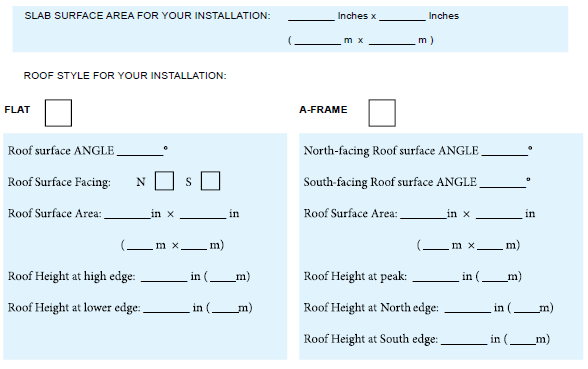 SLAB SURFACE AREA FOR YOUR INSTALLATION: ________ Inches x ________ Inches
(________ m x ________ m )
ROOF STYLE FOR YOUR INSTALLATION:
FLAT
Roof surface ANGLE ________°
Roof Surface Facing: N S
Roof Surface Area: ________in x ________ in
(____ m x ____ m)
Roof Height at high edge: ________ in (____m)
Roof Height at lower edge: ________ in (____m)
A-FRAME
North-facing Roof surface ANGLE ________°
South-facing Roof surface ANGLE ________°
Roof Surface Area: ________in x ________ in
(____ m x ____ m)
Roof Height at peak: ________ in (____m)
Roof Height at North edge: ________ in (____m)
Roof Height at South edge: ________ in (____m)